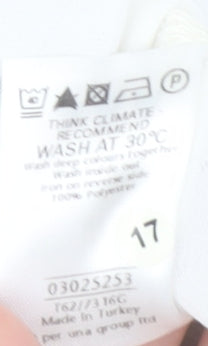 P
THINK CLIMATE -
RECOMMEND
WASH AT 30°C
Wash deep colours together
Wash inside out
Iron on reverse side
100% Polyester
17
03025253
T62/7316G
Made in Turkey
per una group ltd